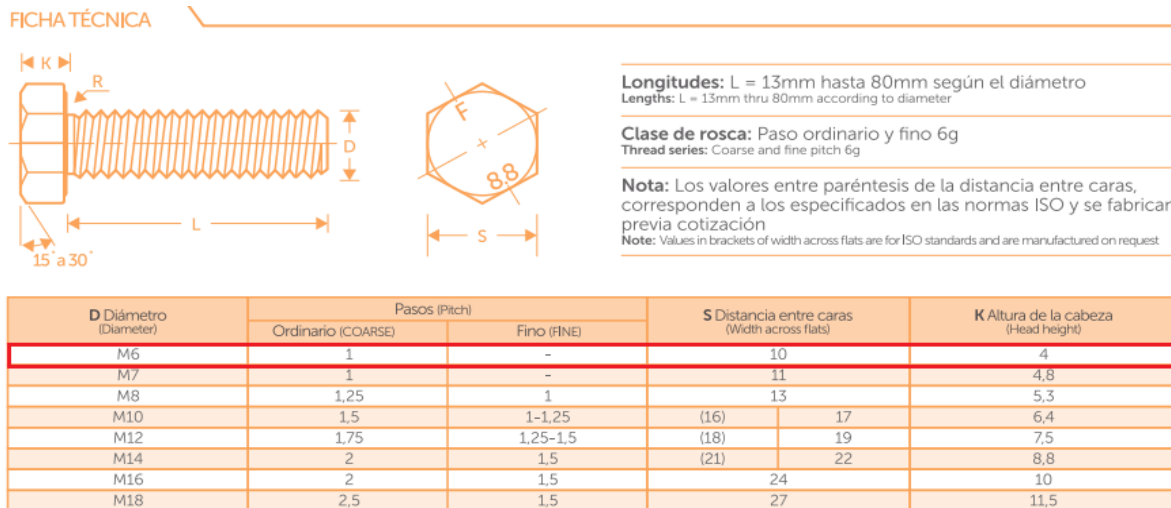 FICHA TÉCNICA
K
R
D
L
15° a 30°
F
8.8
S
Longitudes: L = 13mm hasta 80mm según el diámetro
Lengths: L = 13mm thru 80mm according to diameter
Clase de rosca: Paso ordinario y fino 6g
Thread series: Coarse and fine pitch 6g
Nota: Los valores entre paréntesis de la distancia entre caras,
corresponden a los especificados en las normas ISO y se fabrican
previa cotización
Note: Values in brackets of width across flats are for ISO standards and are manufactured on request
D Diámetro (Diameter) Pasos (Pitch) S Distancia entre caras (Width across flats) K Altura de la cabeza (Head height)
Ordinario (COARSE) Fino (FINE)
M6 1 - 10 4
M7 1 - 11 4,8
M8 1,25 1 13 5,3
M10 1,5 1-1,25 (16) 17 6,4
M12 1,75 1,25-1,5 (18) 19 7,5
M14 2 1,5 (21) 22 8,8
M16 2 1,5 24 10
M18 2,5 1,5 27 11,5